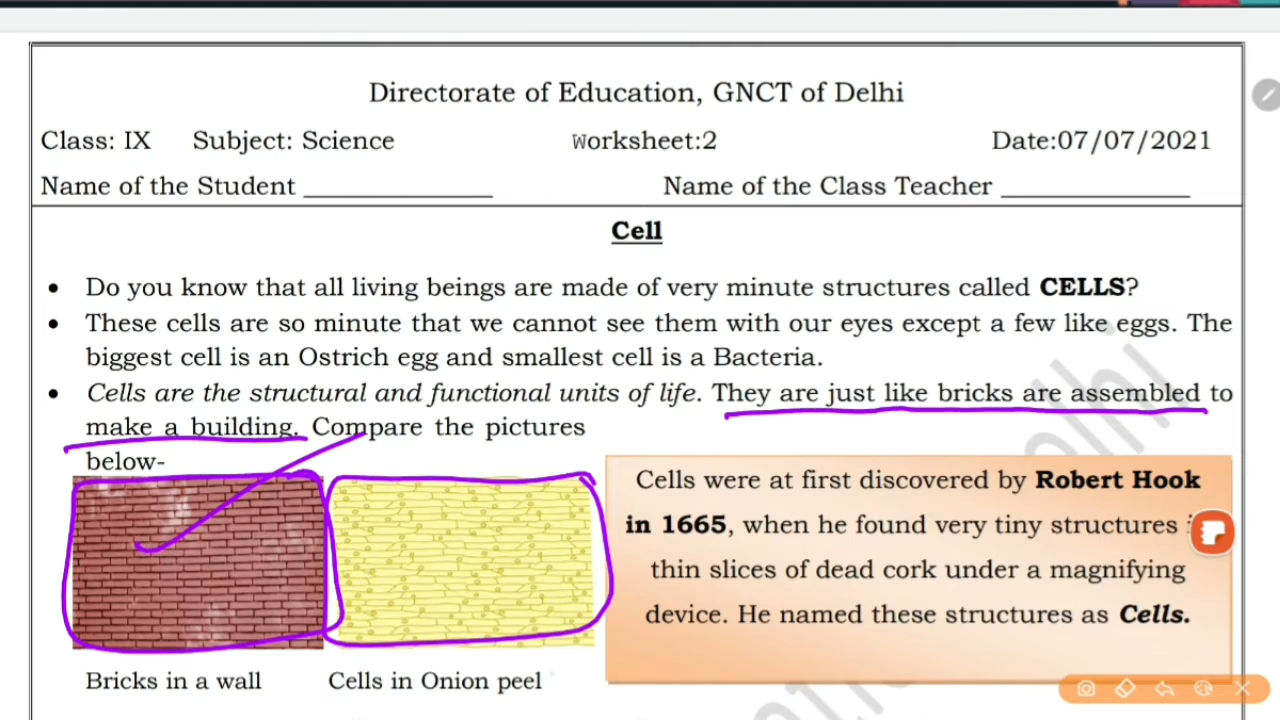 Directorate of Education, GNCT of Delhi
Class: IX Subject: Science Worksheet:2 Date:07/07/2021
Name of the Student ______________ Name of the Class Teacher ______________
Cell
• Do you know that all living beings are made of very minute structures called CELLS?
• These cells are so minute that we cannot see them with our eyes except a few like eggs. The
biggest cell is an Ostrich egg and smallest cell is a Bacteria.
• Cells are the structural and functional units of life. They are just like bricks are assembled to
make a building. Compare the pictures
below-
Cells were at first discovered by Robert Hook
in 1665, when he found very tiny structures
thin slices of dead cork under a magnifying
device. He named these structures as Cells.
Bricks in a wall Cells in Onion peel